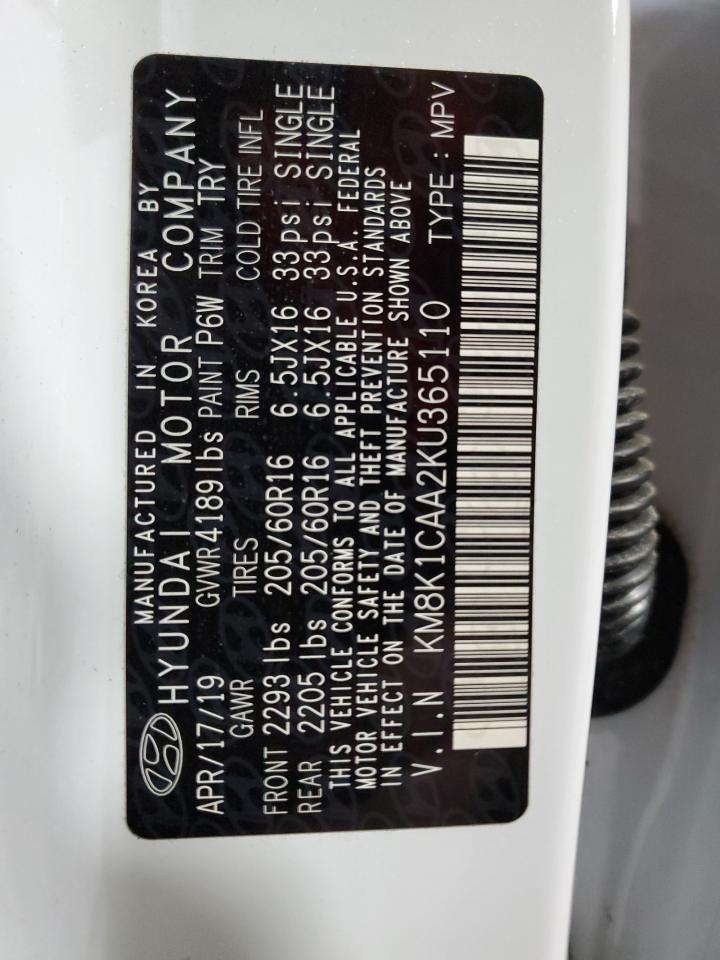 MANUFACTURED IN KOREA BY
HYUNDAI MOTOR COMPANY
APR/17/19 GVWR 4189lbs PAINT P6W TRIM TRY
GAWR TIRES RIMS COLD TIRE INFL
FRONT 2293 lbs 205/60R16 6.5JX16 33psi SINGLE
REAR 2205 lbs 205/60R16 6.5JX16 33psi SINGLE
THIS VEHICLE CONFORMS TO ALL APPLICABLE U.S.A. FEDERAL
MOTOR VEHICLE SAFETY AND THEFT PREVENTION STANDARDS
IN EFFECT ON THE DATE OF MANUFACTURE SHOWN ABOVE
V.I.N KM8K1CAA2KU365110 TYPE: MPV